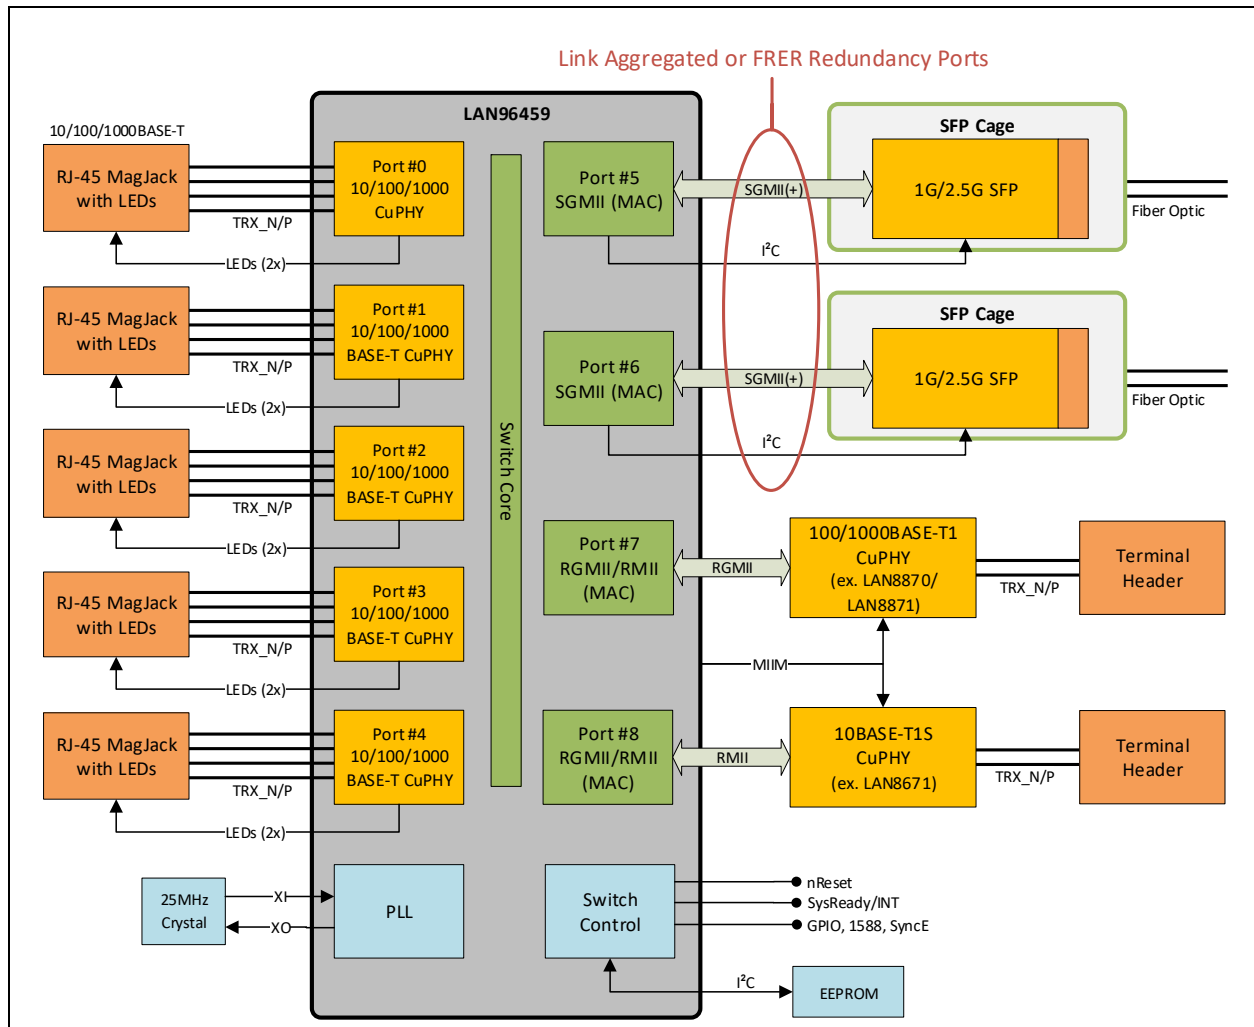 Link Aggregated or FRER Redundancy Ports
LAN96459
10/100/1000BASE-T
RJ-45 MagJack
with LEDs
TRX_N/P
LEDs (2x)
Port #0
10/100/1000
CuPHY
RJ-45 MagJack
with LEDs
TRX_N/P
LEDs (2x)
Port #1
10/100/1000
BASE-T CuPHY
RJ-45 MagJack
with LEDs
TRX_N/P
LEDs (2x)
Port #2
10/100/1000
BASE-T CuPHY
RJ-45 MagJack
with LEDs
TRX_N/P
LEDs (2x)
Port #3
10/100/1000
BASE-T CuPHY
RJ-45 MagJack
with LEDs
TRX_N/P
LEDs (2x)
Port #4
10/100/1000
BASE-T CuPHY
25MHz
Crystal
XI
XO
PLL
Switch Core
Port #5
SGMII (MAC)
SGMII(+)
I²C
SFP Cage
1G/2.5G SFP
Fiber Optic
Port #6
SGMII (MAC)
SGMII(+)
I²C
SFP Cage
1G/2.5G SFP
Fiber Optic
Port #7
RGMII/RMII
(MAC)
RGMII
100/1000BASE-T1
CuPHY
(ex. LAN8870/
LAN8871)
TRX_N/P
Terminal
Header
MIIM
Port #8
RGMII/RMII
(MAC)
RMII
10BASE-T1S
CuPHY
(ex. LAN8671)
TRX_N/P
Terminal
Header
Switch
Control
nReset
SysReady/INT
GPIO, 1588, SyncE
I²C
EEPROM